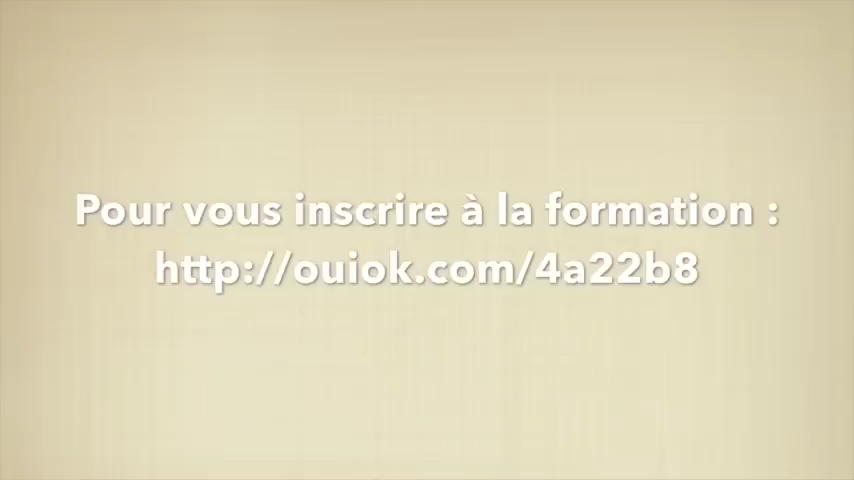 Pour vous inscrire à la formation :
http://ouiok.com/4a22b8